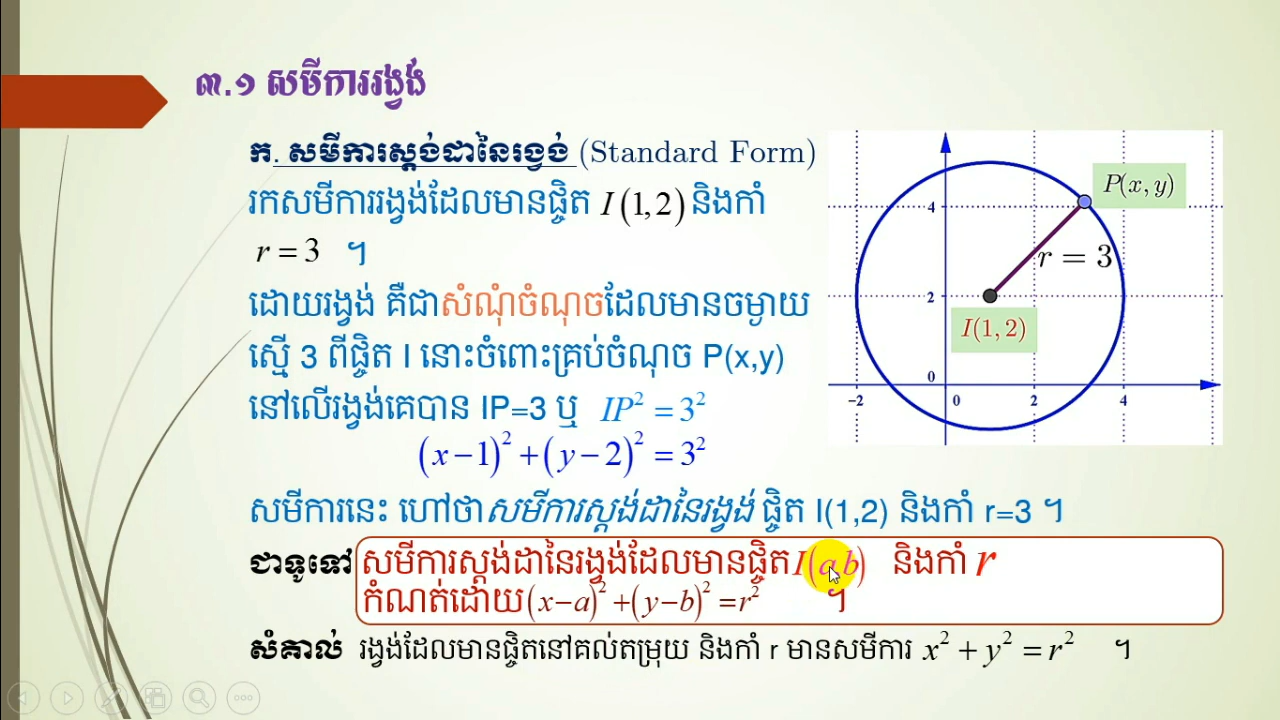 ៣.១ សមីការរង្វង់
ក. សមីការស្តង់ដានៃរង្វង់ (Standard Form)
រកសមីការរង្វង់ដែលមានផ្ចិត I(1,2) និងកាំ
r = 3 ។
ដោយរង្វង់ គឺជាសំណុំចំណុចដែលមានចម្ងាយ
ស្មើ 3 ពីផ្ចិត I នោះចំពោះគ្រប់ចំណុច P(x,y)
នៅលើរង្វង់គេបាន IP=3 ឬ IP² = 3²
(x−1)² + (y−2)² = 3²
សមីការនេះ ហៅថាសមីការស្តង់ដានៃរង្វង់ ផ្ចិត I(1,2) និងកាំ r=3 ។
ជាទូទៅ សមីការស្តង់ដានៃរង្វង់ដែលមានផ្ចិត I(a,b) និងកាំ r
កំណត់ដោយ (x−a)² + (y−b)² = r² ។
សំគាល់ រង្វង់ដែលមានផ្ចិតនៅគល់តម្រុយ និងកាំ r មានសមីការ x² + y² = r² ។
P(x, y)
4
r = 3
2
I(1, 2)
0
−2 0 2 4